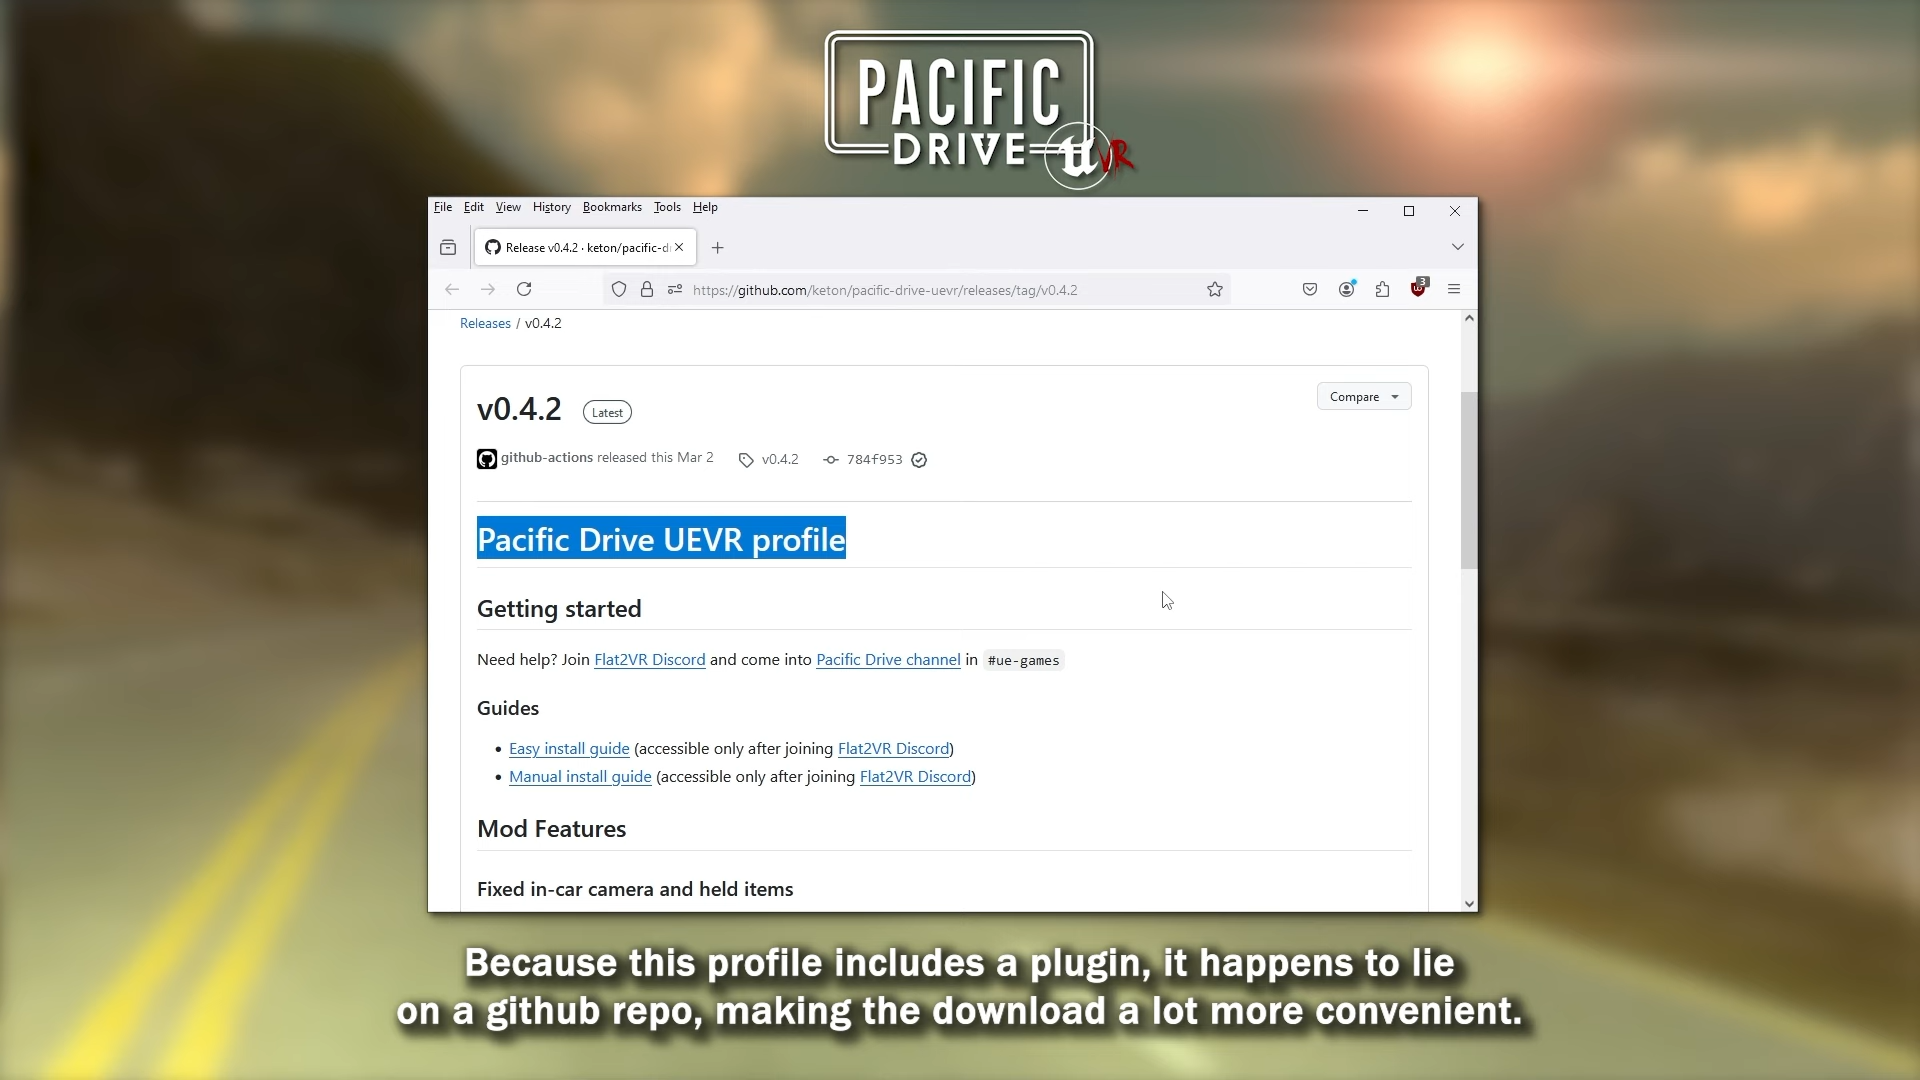 PACIFIC
DRIVE
VR
File Edit View History Bookmarks Tools Help
Release v0.4.2 · keton/pacific-d
https://github.com/keton/pacific-drive-uevr/releases/tag/v0.4.2
3
Releases / v0.4.2
v0.4.2 Latest
Compare
github-actions released this Mar 2 v0.4.2 784f953
Pacific Drive UEVR profile
Getting started
Need help? Join Flat2VR Discord and come into Pacific Drive channel in #ue-games
Guides
• Easy install guide (accessible only after joining Flat2VR Discord)
• Manual install guide (accessible only after joining Flat2VR Discord)
Mod Features
Fixed in-car camera and held items
Because this profile includes a plugin, it happens to lie
on a github repo, making the download a lot more convenient.